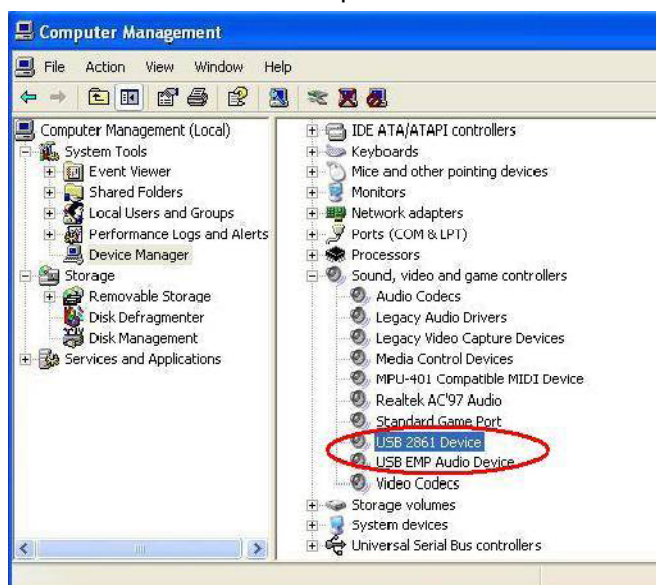 Computer Management
File Action View Window Help
Computer Management (Local)
System Tools
Event Viewer
Shared Folders
Local Users and Groups
Performance Logs and Alerts
Device Manager
Storage
Removable Storage
Disk Defragmenter
Disk Management
Services and Applications
IDE ATA/ATAPI controllers
Keyboards
Mice and other pointing devices
Monitors
Network adapters
Ports (COM & LPT)
Processors
Sound, video and game controllers
Audio Codecs
Legacy Audio Drivers
Legacy Video Capture Devices
Media Control Devices
MPU-401 Compatible MIDI Device
Realtek AC'97 Audio
Standard Game Port
USB 2861 Device
USB EMP Audio Device
Video Codecs
Storage volumes
System devices
Universal Serial Bus controllers